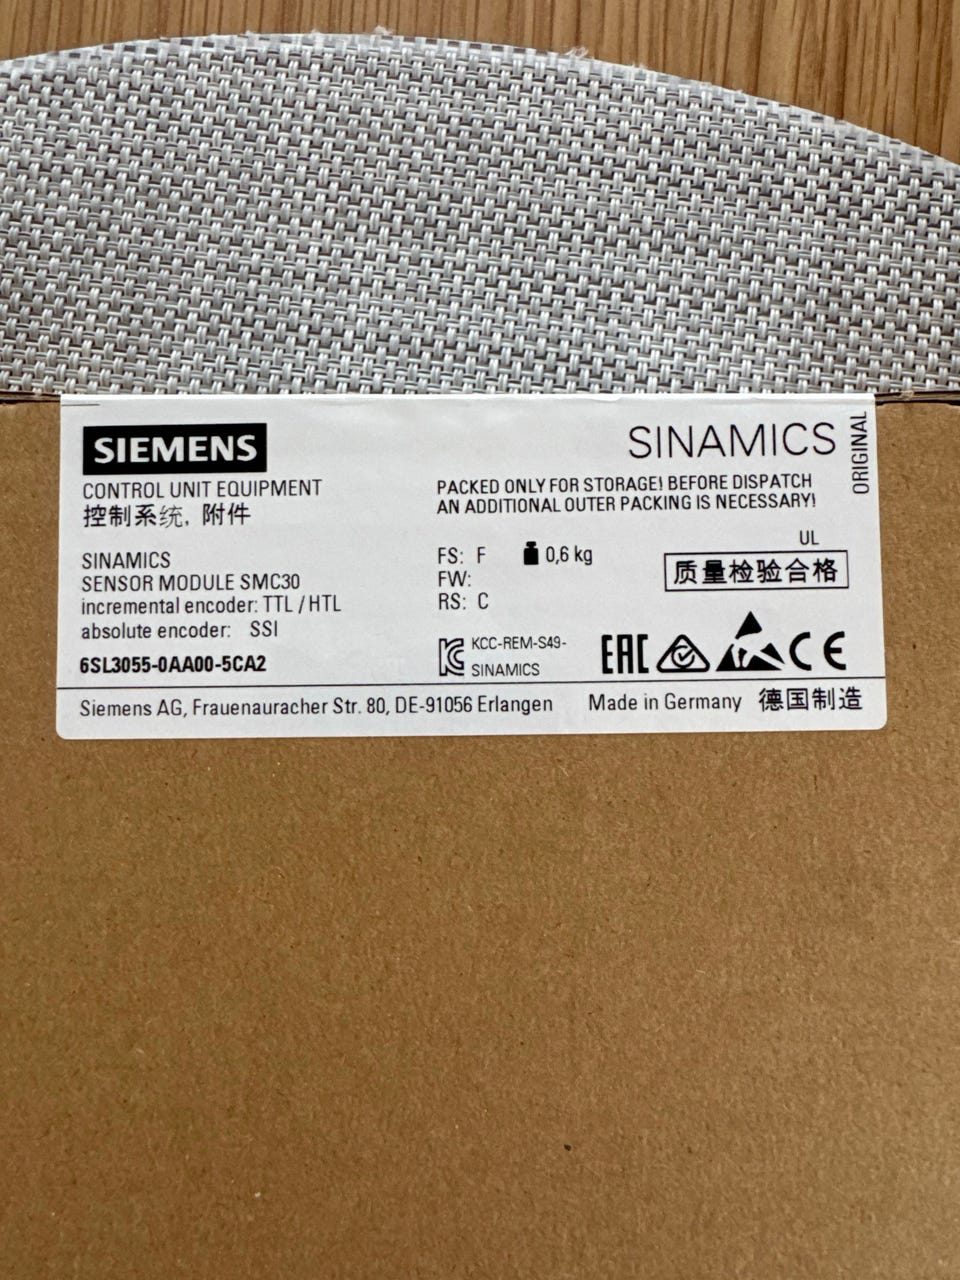 SIEMENS
SINAMICS
ORIGINAL
CONTROL UNIT EQUIPMENT
控制系统, 附件
PACKED ONLY FOR STORAGE! BEFORE DISPATCH
AN ADDITIONAL OUTER PACKING IS NECESSARY!
SINAMICS
SENSOR MODULE SMC30
incremental encoder: TTL / HTL
absolute encoder: SSI
6SL3055-0AA00-5CA2
FS: F 0,6 kg
FW:
RS: C
UL
质量检验合格
KCC-REM-S49-
SINAMICS
EAC CE
Siemens AG, Frauenauracher Str. 80, DE-91056 Erlangen
Made in Germany 德国制造